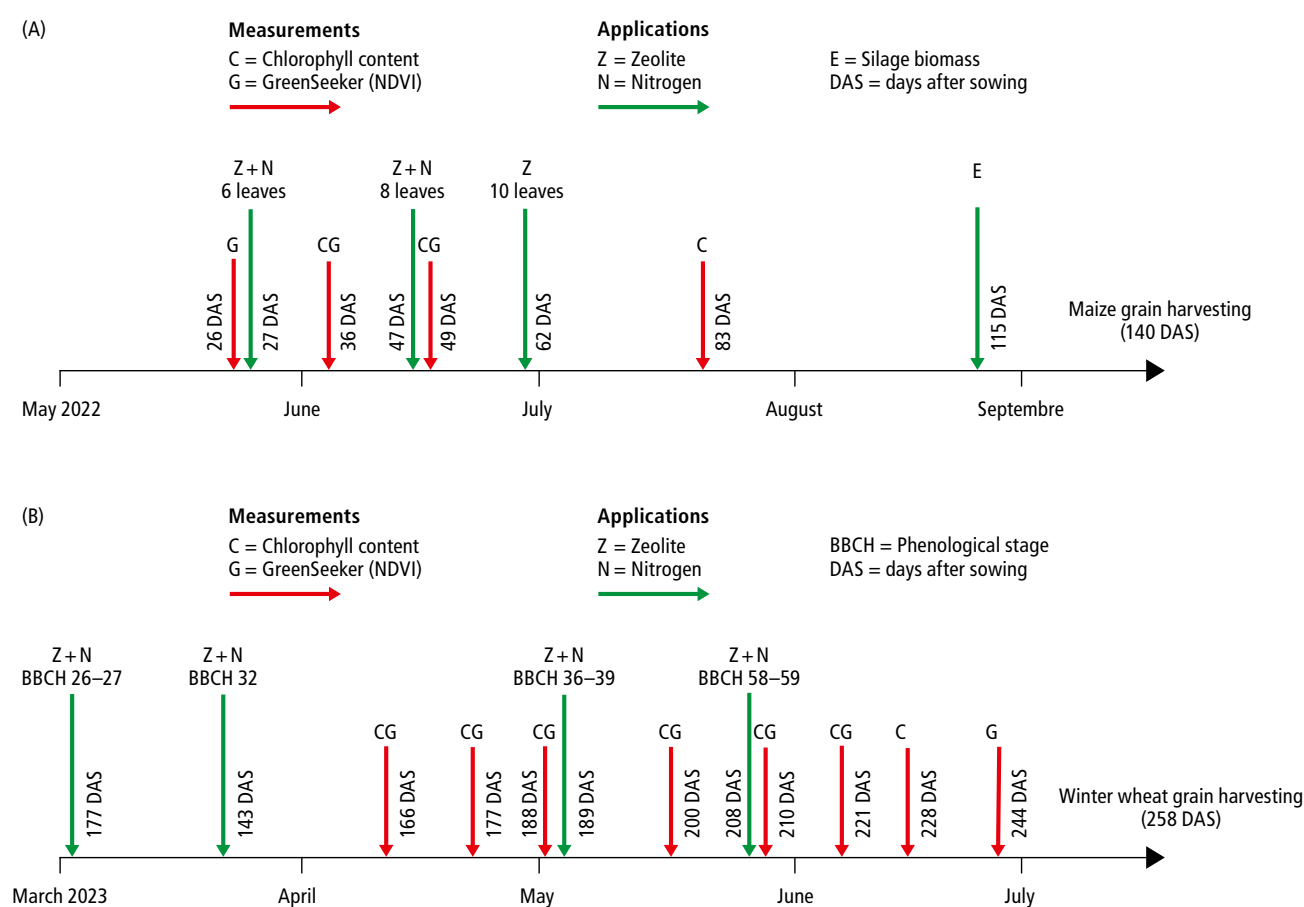 (A)
Measurements
C = Chlorophyll content
G = GreenSeeker (NDVI)
Applications
Z = Zeolite
N = Nitrogen
E = Silage biomass
DAS = days after sowing
Z + N
6 leaves
Z + N
8 leaves
Z
10 leaves
E
G
CG
CG
C
26 DAS
27 DAS
36 DAS
47 DAS
49 DAS
62 DAS
83 DAS
115 DAS
Maize grain harvesting
(140 DAS)
May 2022
June
July
August
Septembre
(B)
Measurements
C = Chlorophyll content
G = GreenSeeker (NDVI)
Applications
Z = Zeolite
N = Nitrogen
BBCH = Phenological stage
DAS = days after sowing
Z + N
BBCH 26–27
Z + N
BBCH 32
Z + N
BBCH 36–39
Z + N
BBCH 58–59
CG
CG
CG
CG
CG
CG
C
G
177 DAS
143 DAS
166 DAS
177 DAS
188 DAS
189 DAS
200 DAS
208 DAS
210 DAS
221 DAS
228 DAS
244 DAS
Winter wheat grain harvesting
(258 DAS)
March 2023
April
May
June
July